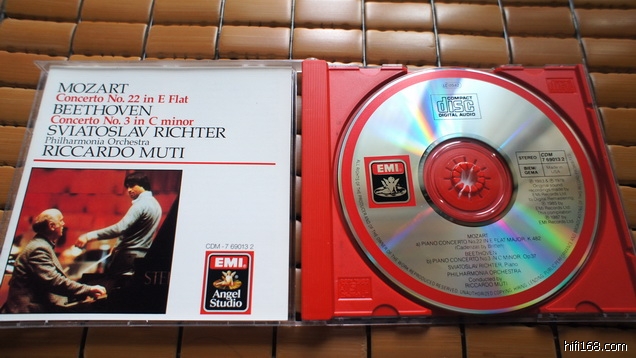 MOZART
Concerto No. 22 in E Flat
BEETHOVEN
Concerto No. 3 in C minor
SVIATOSLAV RICHTER
Philharmonia Orchestra
RICCARDO MUTI
CDM - 7 69013 2
EMI
Angel
Studio
STE
COMPACT
disc
DIGITAL AUDIO
EMI
STEREO
CDM
7 69013 2
MOZART
PIANO CONCERTO No.22 IN E FLAT MAJOR, K.482
(Cadenzas by Britten)
BEETHOVEN
PIANO CONCERTO No.3 IN C MINOR, Op.37
SVIATOSLAV RICHTER, Piano
PHILHARMONIA ORCHESTRA
Conducted by
RICCARDO MUTI
hifi168.com